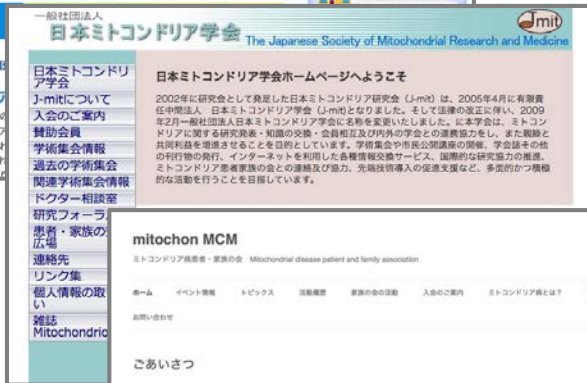 一般社団法人
日本ミトコンドリア学会
The Japanese Society of Mitochondrial Research and Medicine
Jmit
日本ミトコンドリ
ア学会
J-mitについて
入会のご案内
賛助会員
学術集会情報
過去の学術集会
関連学術集会情報
ドクター相談室
研究フォーラ
患者・家族の
広場
連絡先
リンク集
個人情報の取
い
雑誌
Mitochondrio
日本ミトコンドリア学会ホームページへようこそ
2002年に研究会として発足した日本ミトコンドリア研究会 (J-mit) は、2005年4月に有限責
任中間法人　日本ミトコンドリア学会 (J-mit)となりました。そして法律の改正に伴い、2009
年2月一般社団法人日本ミトコンドリア学会に名称を変更いたしました。に本学会は、ミトコン
ドリアに関する研究発表・知識の交換・会員相互及び内外の学会との連携協力をし、また親睦と
共同利益を増進させることを目的としています。学術集会や市民公開講座の開催、学会誌その他
の刊行物の発行、インターネットを利用した各種情報交換サービス、国際的な研究協力の推進、
ミトコンドリア患者家族の会との連絡及び協力、先端技術導入の促進支援など、多面的かつ積極
的な活動を行うことを目指しています。
mitochon MCM
ミトコンドリア病患者・家族の会　Mitochondrial disease patient and family association
ホーム　イベント情報　トピックス　活動履歴　家族の会の活動　入会のご案内　ミトコンドリア病とは？
お問い合わせ
ごあいさつ